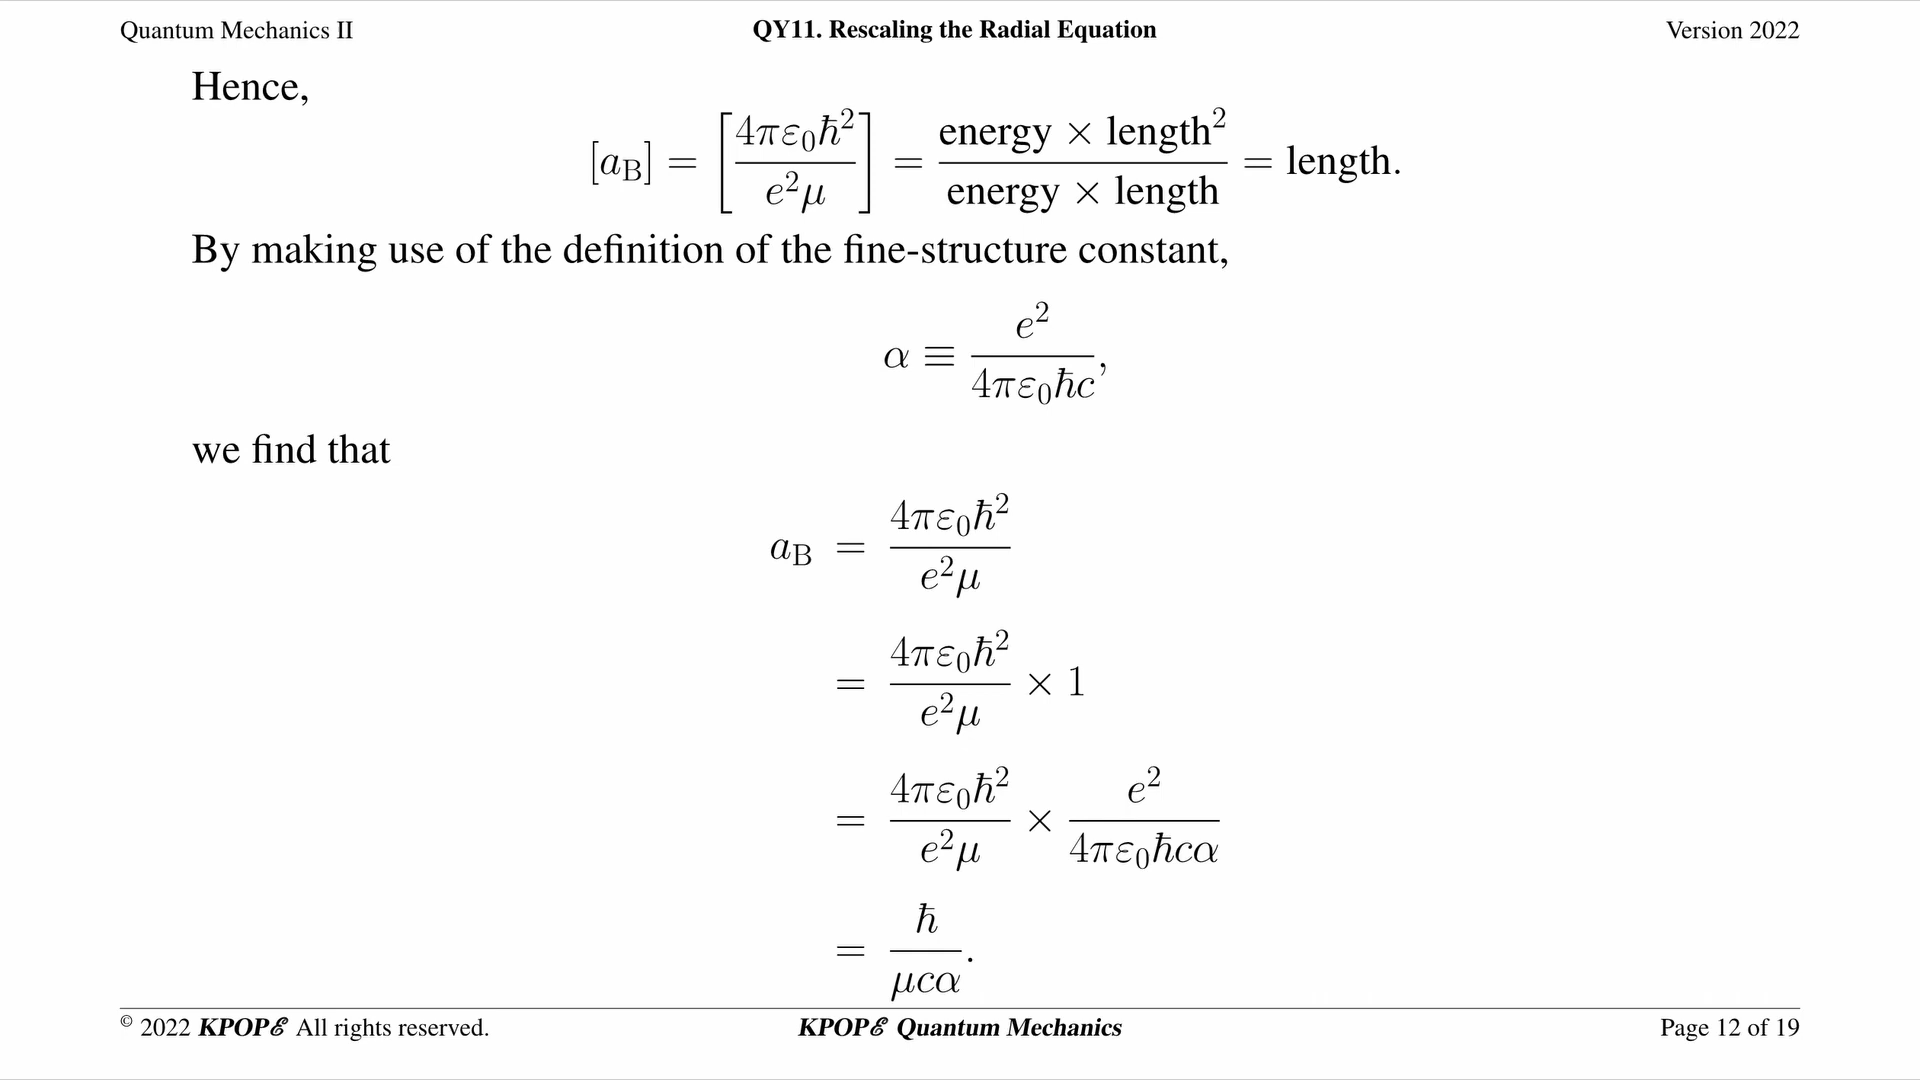 Quantum Mechanics II QY11. Rescaling the Radial Equation Version 2022
Hence,
[a_B] = [4πε₀ħ² / e²μ] = energy × length² / energy × length = length.
By making use of the definition of the fine-structure constant,
α ≡ e² / 4πε₀ħc,
we find that
a_B = 4πε₀ħ² / e²μ
= 4πε₀ħ² / e²μ × 1
= 4πε₀ħ² / e²μ × e² / 4πε₀ħcα
= ħ / μcα.
© 2022 KPOPℰ All rights reserved. KPOPℰ Quantum Mechanics Page 12 of 19